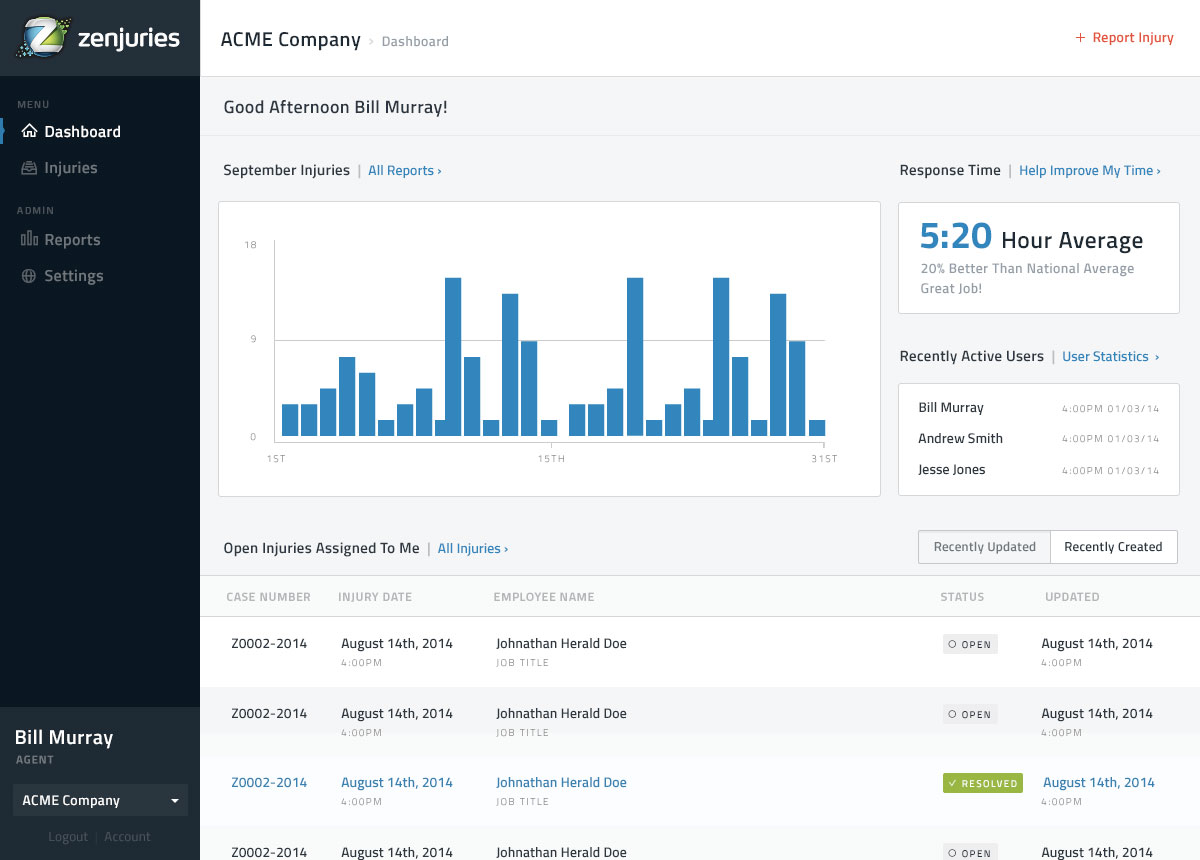 zenjuries
MENU
Dashboard
Injuries
ADMIN
Reports
Settings
Bill Murray
AGENT
ACME Company
Logout | Account
ACME Company › Dashboard
+ Report Injury
Good Afternoon Bill Murray!
September Injuries | All Reports ›
18
9
0
1ST 15TH 31ST
Response Time | Help Improve My Time ›
5:20 Hour Average
20% Better Than National Average
Great Job!
Recently Active Users | User Statistics ›
Bill Murray 4:00PM 01/03/14
Andrew Smith 4:00PM 01/03/14
Jesse Jones 4:00PM 01/03/14
Open Injuries Assigned To Me | All Injuries ›
Recently Updated Recently Created
CASE NUMBER INJURY DATE EMPLOYEE NAME STATUS UPDATED
Z0002-2014 August 14th, 2014 Johnathan Herald Doe OPEN August 14th, 2014
4:00PM JOB TITLE 4:00PM
Z0002-2014 August 14th, 2014 Johnathan Herald Doe OPEN August 14th, 2014
4:00PM JOB TITLE 4:00PM
Z0002-2014 August 14th, 2014 Johnathan Herald Doe ✓ RESOLVED August 14th, 2014
4:00PM JOB TITLE 4:00PM
Z0002-2014 August 14th, 2014 Johnathan Herald Doe OPEN August 14th, 2014